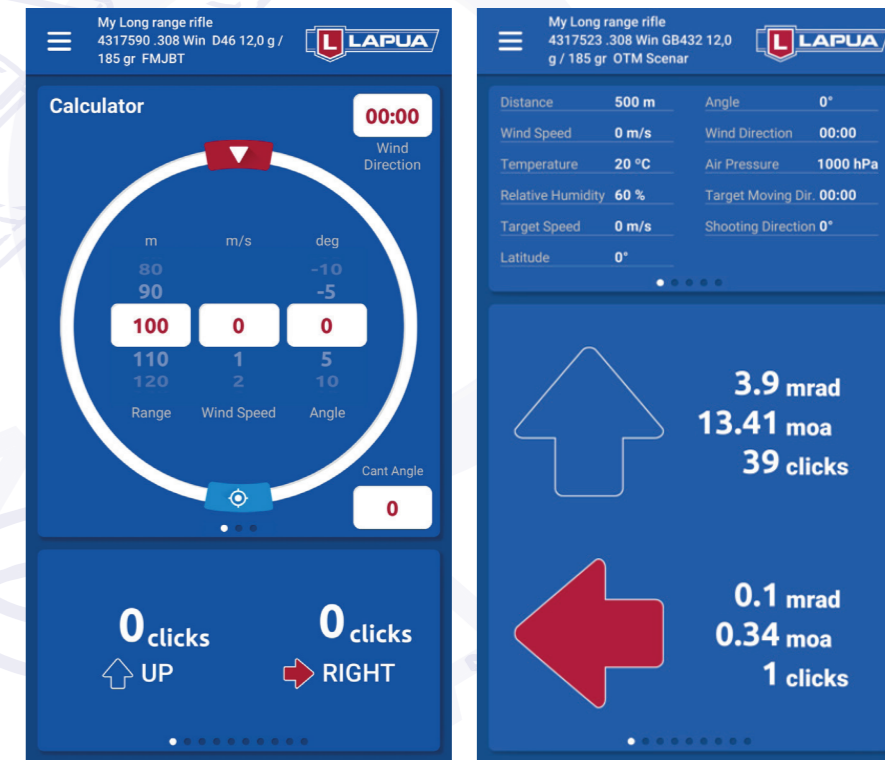 My Long range rifle
4317590 .308 Win D46 12,0 g /
185 gr FMJBT
L LAPUA
Calculator
00:00
Wind
Direction
m m/s deg
80 -10
90 -5
100 0 0
110 1 5
120 2 10
Range Wind Speed Angle
Cant Angle
0
0 clicks 0 clicks
UP RIGHT
My Long range rifle
4317523 .308 Win GB432 12,0
g / 185 gr OTM Scenar
L LAPUA
Distance 500 m Angle 0°
Wind Speed 0 m/s Wind Direction 00:00
Temperature 20 °C Air Pressure 1000 hPa
Relative Humidity 60 % Target Moving Dir. 00:00
Target Speed 0 m/s Shooting Direction 0°
Latitude 0°
3.9 mrad
13.41 moa
39 clicks
0.1 mrad
0.34 moa
1 clicks